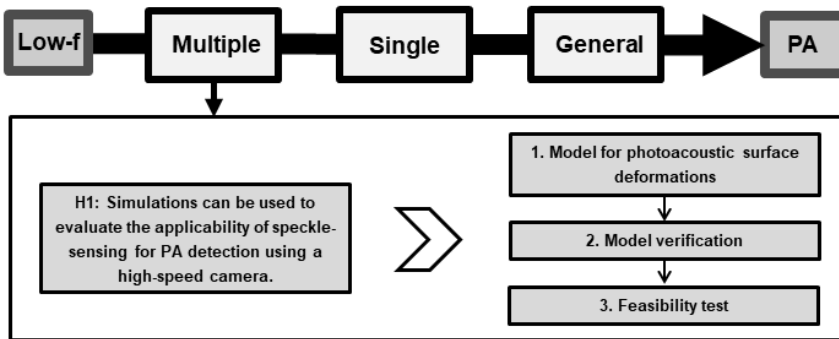 Low-f
Multiple
Single
General
PA
H1: Simulations can be used to
evaluate the applicability of speckle-
sensing for PA detection using a
high-speed camera.
1. Model for photoacoustic surface
deformations
2. Model verification
3. Feasibility test